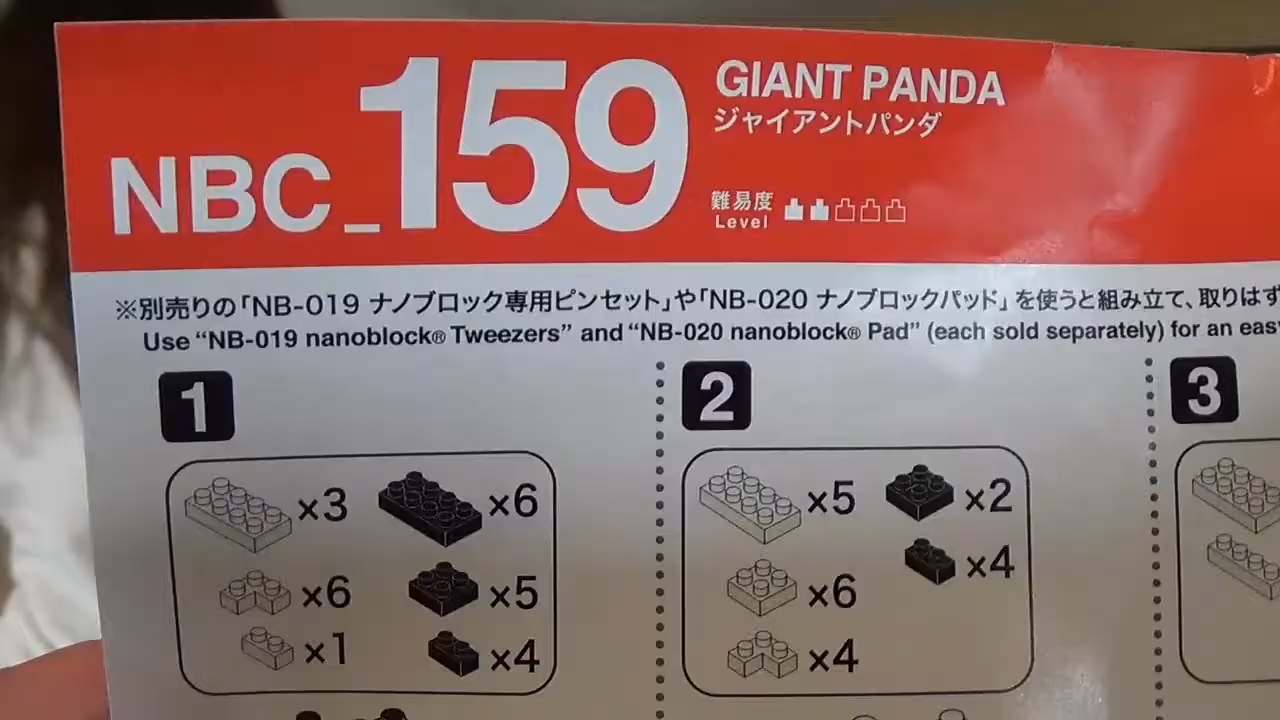 NBC_159
GIANT PANDA
ジャイアントパンダ
難易度
Level
※別売りの「NB-019 ナノブロック専用ピンセット」や「NB-020 ナノブロックパッド」を使うと組み立て、取りはず
Use “NB-019 nanoblock® Tweezers” and “NB-020 nanoblock® Pad” (each sold separately) for an easy
1
×3 ×6
×6 ×5
×1 ×4
2
×5 ×2
×6 ×4
×4
3